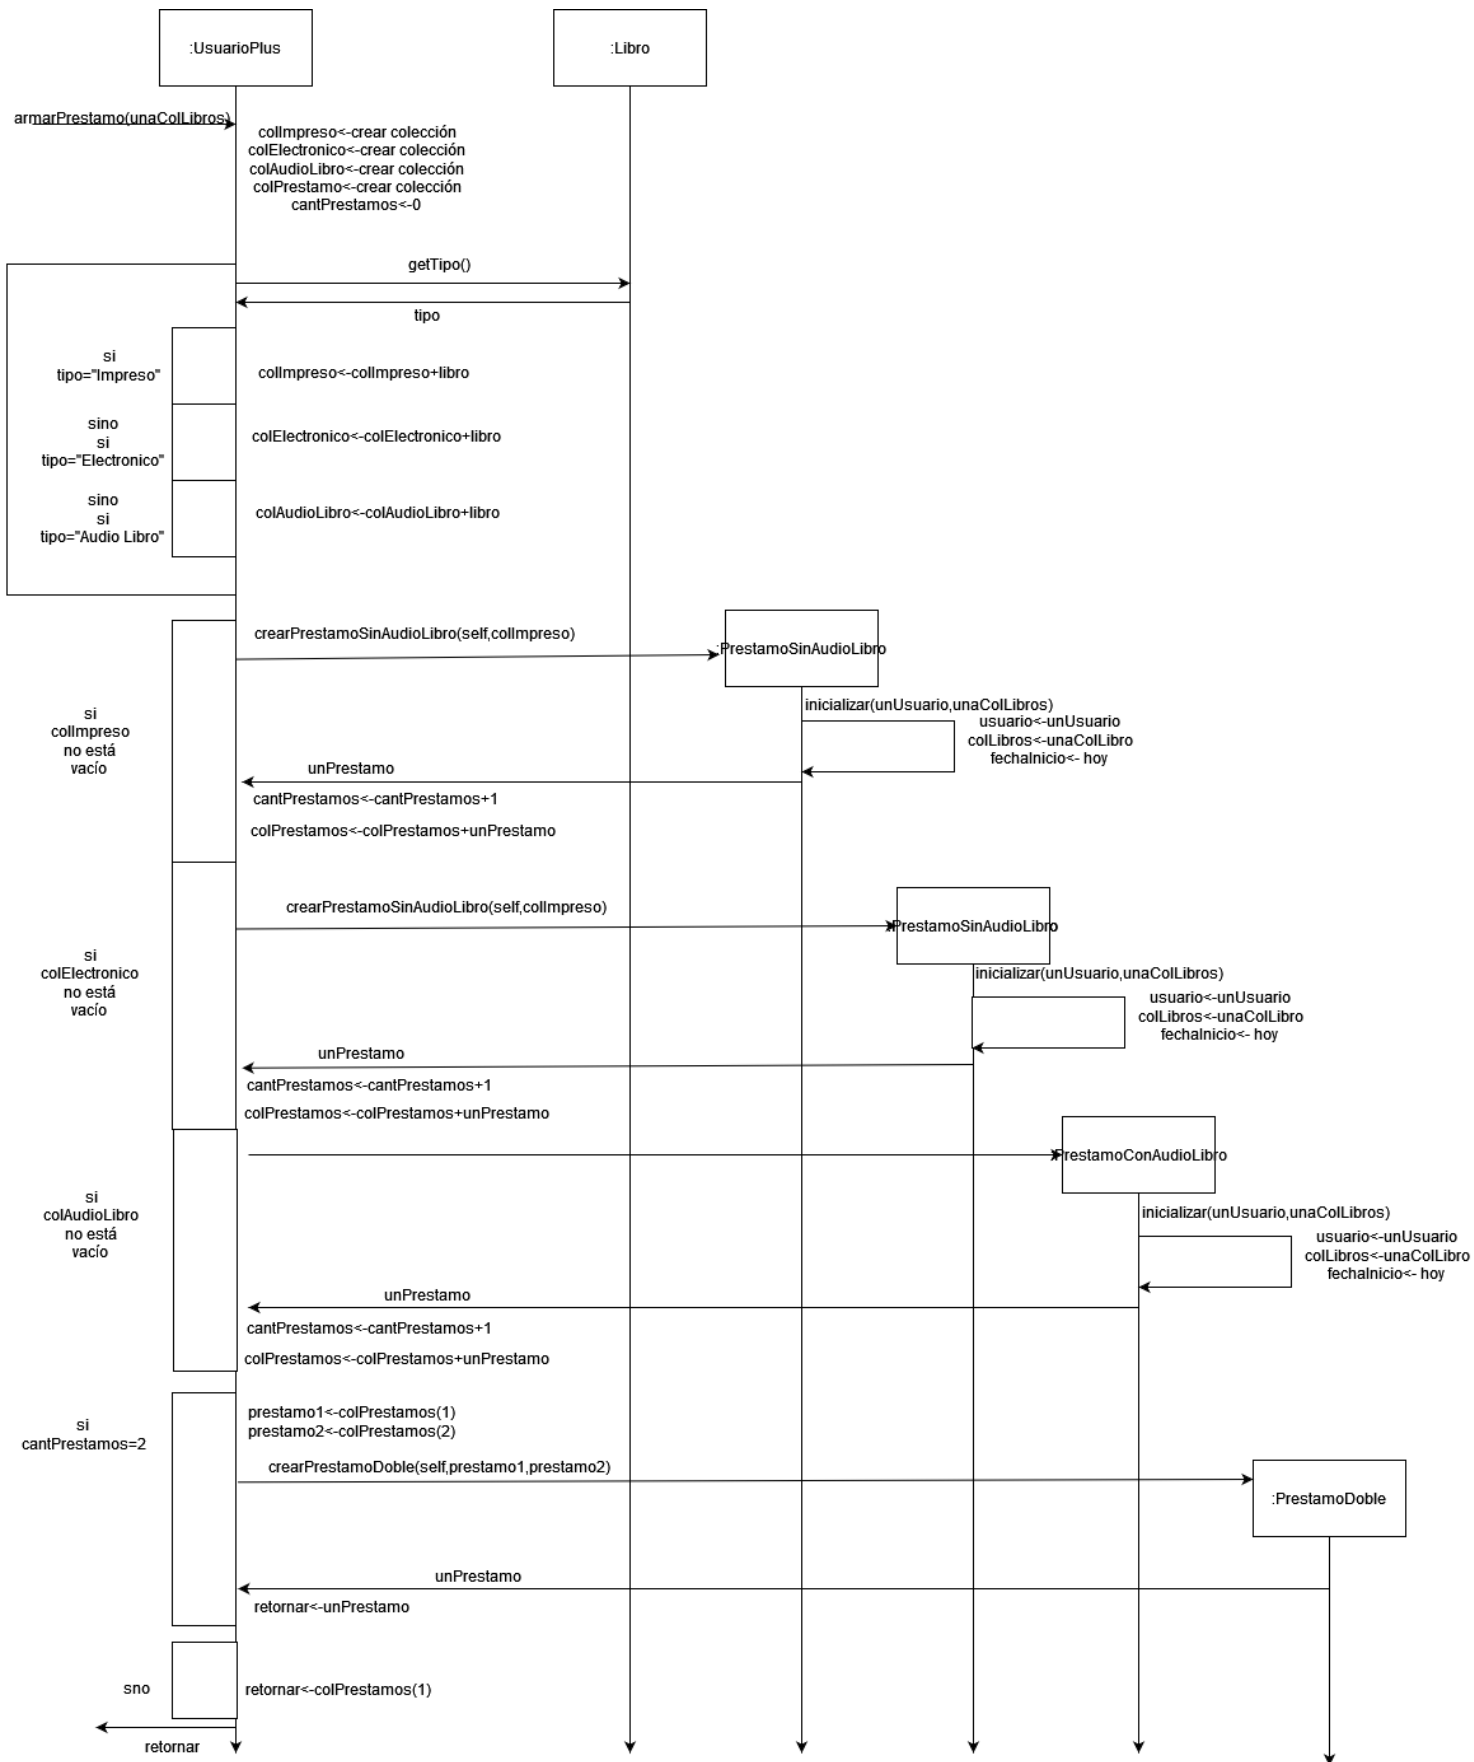 :UsuarioPlus
:Libro
armarPrestamo(unaColLibros)
colImpreso<-crear colección
colElectronico<-crear colección
colAudioLibro<-crear colección
colPrestamo<-crear colección
cantPrestamos<-0
getTipo()
tipo
si
tipo="Impreso"
colImpreso<-colImpreso+libro
sino
si
tipo="Electronico"
colElectronico<-colElectronico+libro
sino
si
tipo="Audio Libro"
colAudioLibro<-colAudioLibro+libro
crearPrestamoSinAudioLibro(self,colImpreso)
:PrestamoSinAudioLibro
inicializar(unUsuario,unaColLibros)
usuario<-unUsuario
colLibros<-unaColLibro
fechaInicio<- hoy
si
colImpreso
no está
vacío
unPrestamo
cantPrestamos<-cantPrestamos+1
colPrestamos<-colPrestamos+unPrestamo
crearPrestamoSinAudioLibro(self,colImpreso)
:PrestamoSinAudioLibro
inicializar(unUsuario,unaColLibros)
usuario<-unUsuario
colLibros<-unaColLibro
fechaInicio<- hoy
si
colElectronico
no está
vacío
unPrestamo
cantPrestamos<-cantPrestamos+1
colPrestamos<-colPrestamos+unPrestamo
:PrestamoConAudioLibro
inicializar(unUsuario,unaColLibros)
usuario<-unUsuario
colLibros<-unaColLibro
fechaInicio<- hoy
si
colAudioLibro
no está
vacío
unPrestamo
cantPrestamos<-cantPrestamos+1
colPrestamos<-colPrestamos+unPrestamo
si
cantPrestamos=2
prestamo1<-colPrestamos(1)
prestamo2<-colPrestamos(2)
crearPrestamoDoble(self,prestamo1,prestamo2)
:PrestamoDoble
unPrestamo
retornar<-unPrestamo
sno
retornar<-colPrestamos(1)
retornar